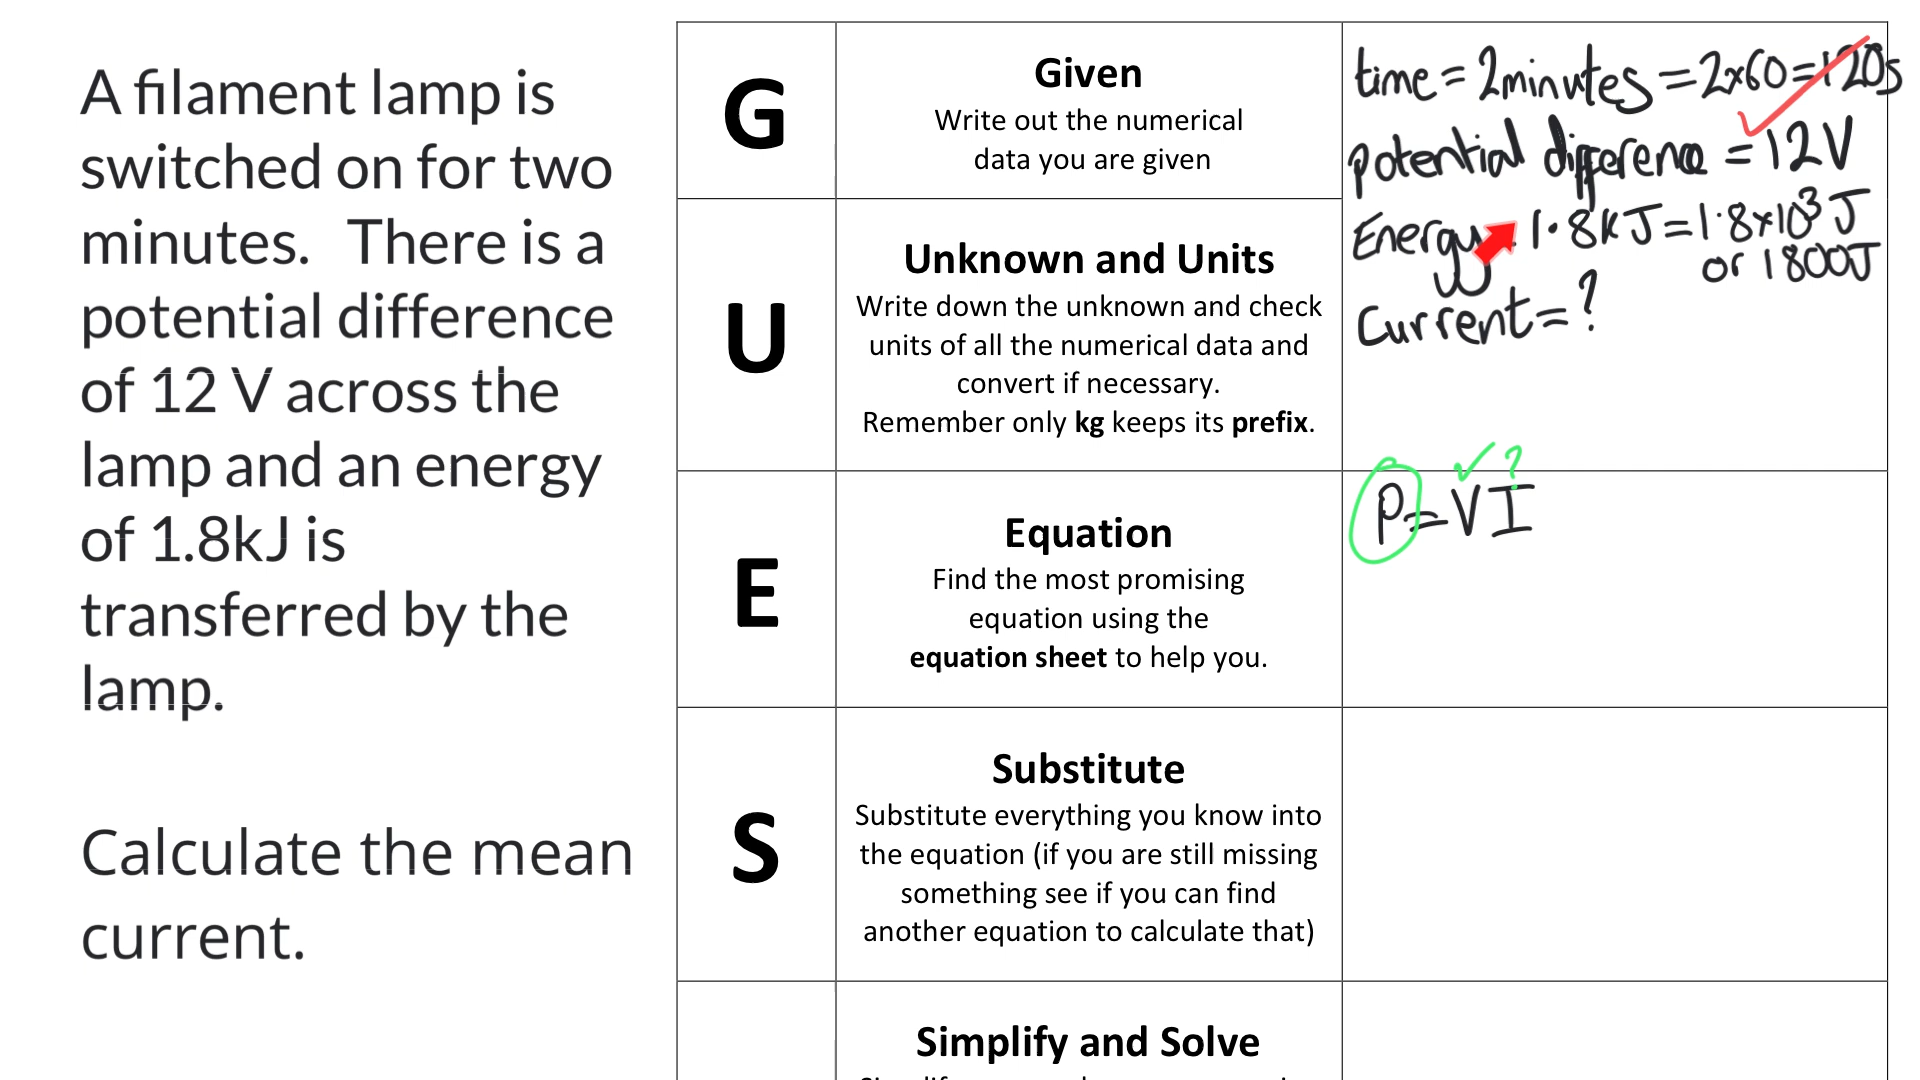 A filament lamp is
switched on for two
minutes. There is a
potential difference
of 12 V across the
lamp and an energy
of 1.8kJ is
transferred by the
lamp.
Calculate the mean
current.
G
Given
Write out the numerical
data you are given
time = 2minutes = 2x60=120s
potential difference = 12V
U
Unknown and Units
Write down the unknown and check
units of all the numerical data and
convert if necessary.
Remember only kg keeps its prefix.
Energy = 1.8kJ = 1.8x10³ J
or 1800J
Current = ?
E
Equation
Find the most promising
equation using the
equation sheet to help you.
?
P = VI
S
Substitute
Substitute everything you know into
the equation (if you are still missing
something see if you can find
another equation to calculate that)
Simplify and Solve